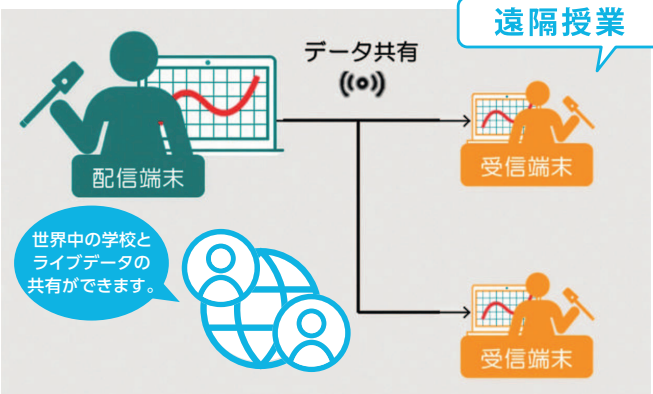 遠隔授業
データ共有
配信端末
受信端末
世界中の学校と
ライブデータの
共有ができます。
受信端末